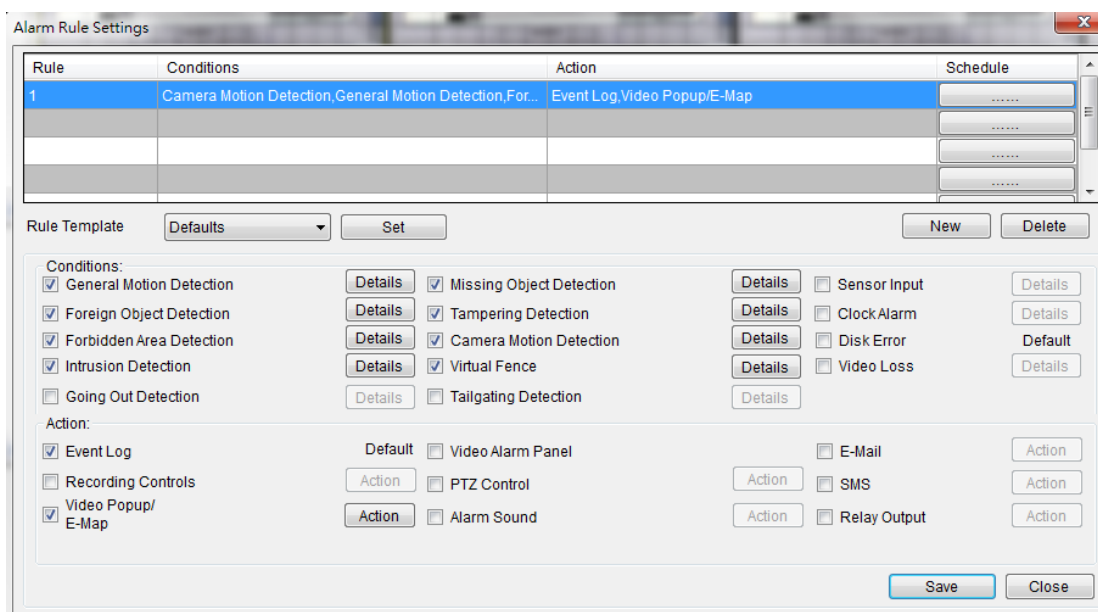 Alarm Rule Settings
x
Rule Conditions Action Schedule
1 Camera Motion Detection,General Motion Detection,For... Event Log,Video Popup/E-Map ......
......
......
......
Rule Template Defaults Set New Delete
Conditions:
General Motion Detection Details Missing Object Detection Details Sensor Input Details
Foreign Object Detection Details Tampering Detection Details Clock Alarm Details
Forbidden Area Detection Details Camera Motion Detection Details Disk Error Default
Intrusion Detection Details Virtual Fence Details Video Loss Details
Going Out Detection Details Tailgating Detection Details
Action:
Event Log Default Video Alarm Panel E-Mail Action
Recording Controls Action PTZ Control Action SMS Action
Video Popup/
E-Map Action Alarm Sound Action Relay Output Action
Save Close